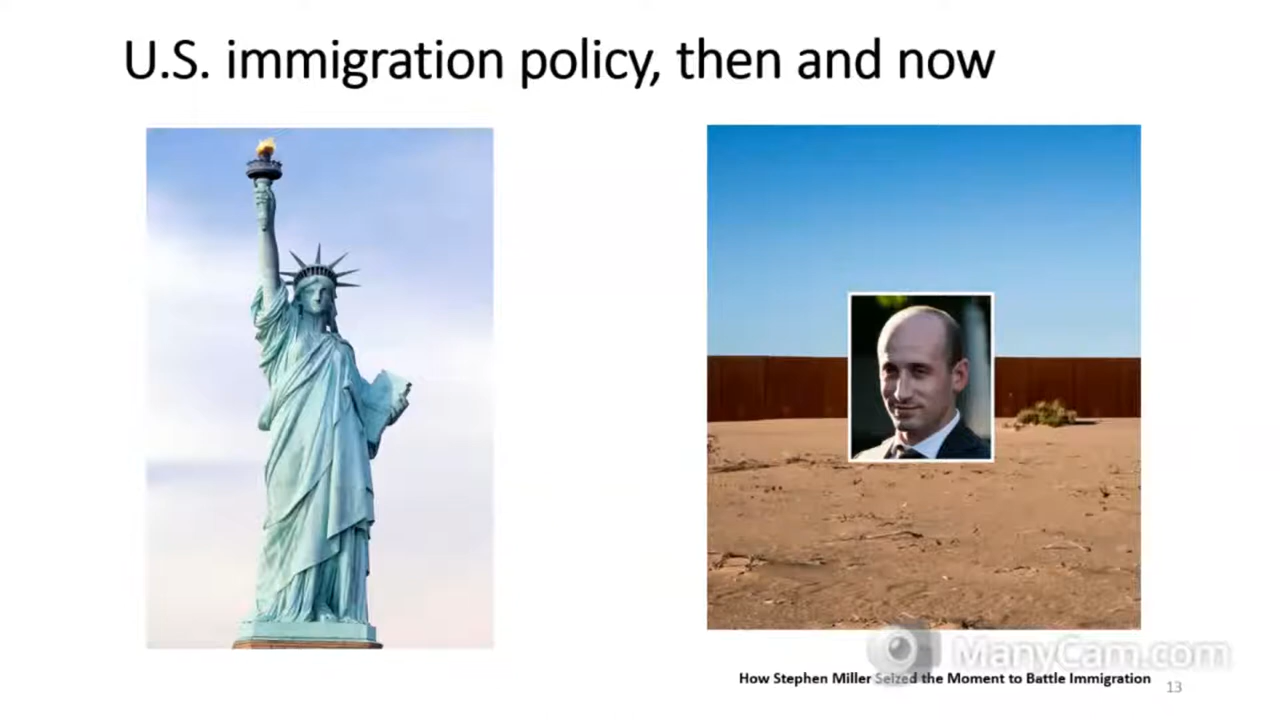 U.S. immigration policy, then and now
How Stephen Miller Seized the Moment to Battle Immigration
ManyCam.com
13